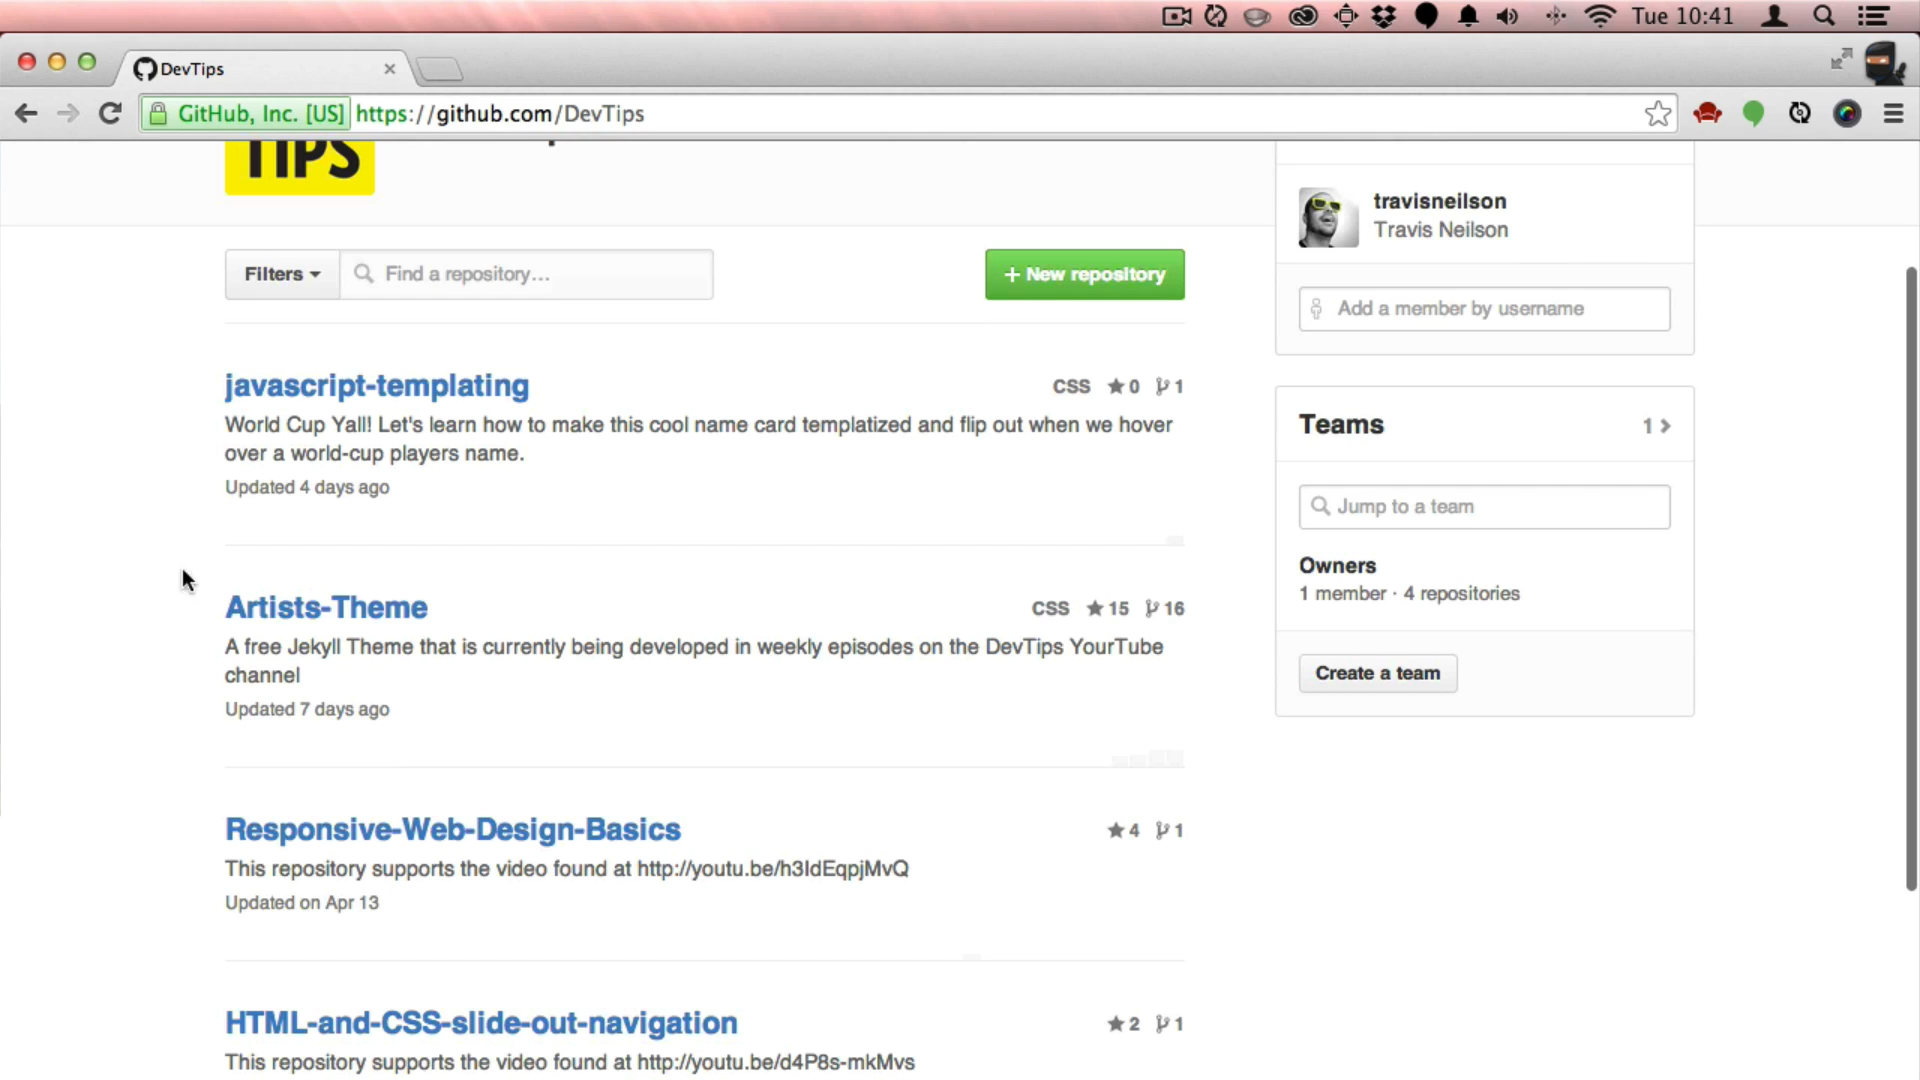 Tue 10:41
DevTips
GitHub, Inc. [US] https://github.com/DevTips
TIPS
travisneilson
Travis Neilson
Filters
Find a repository…
+ New repository
Add a member by username
javascript-templating
CSS 0 1
World Cup Yall! Let's learn how to make this cool name card templatized and flip out when we hover
over a world-cup players name.
Updated 4 days ago
Teams
1
Jump to a team
Owners
1 member · 4 repositories
Create a team
Artists-Theme
CSS 15 16
A free Jekyll Theme that is currently being developed in weekly episodes on the DevTips YourTube
channel
Updated 7 days ago
Responsive-Web-Design-Basics
4 1
This repository supports the video found at http://youtu.be/h3IdEqpjMvQ
Updated on Apr 13
HTML-and-CSS-slide-out-navigation
2 1
This repository supports the video found at http://youtu.be/d4P8s-mkMvs